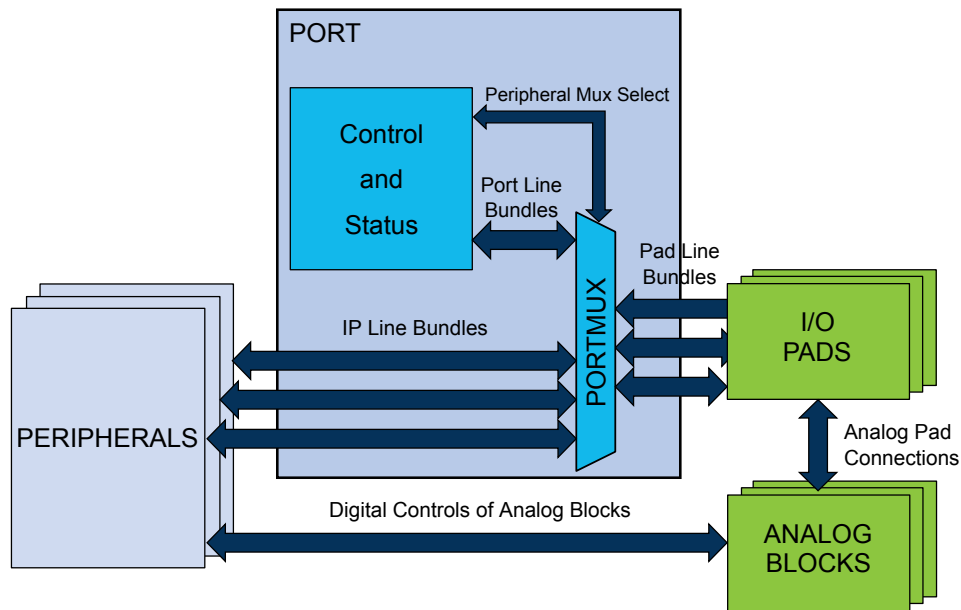 PORT
Peripheral Mux Select
Control
and
Status
Port Line
Bundles
Pad Line
Bundles
PORTMUX
I/O
PADS
IP Line Bundles
PERIPHERALS
Analog Pad
Connections
Digital Controls of Analog Blocks
ANALOG
BLOCKS